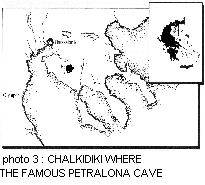 photo 3 : CHALKIDIKI WHERE
THE FAMOUS PETRALONA CAVE